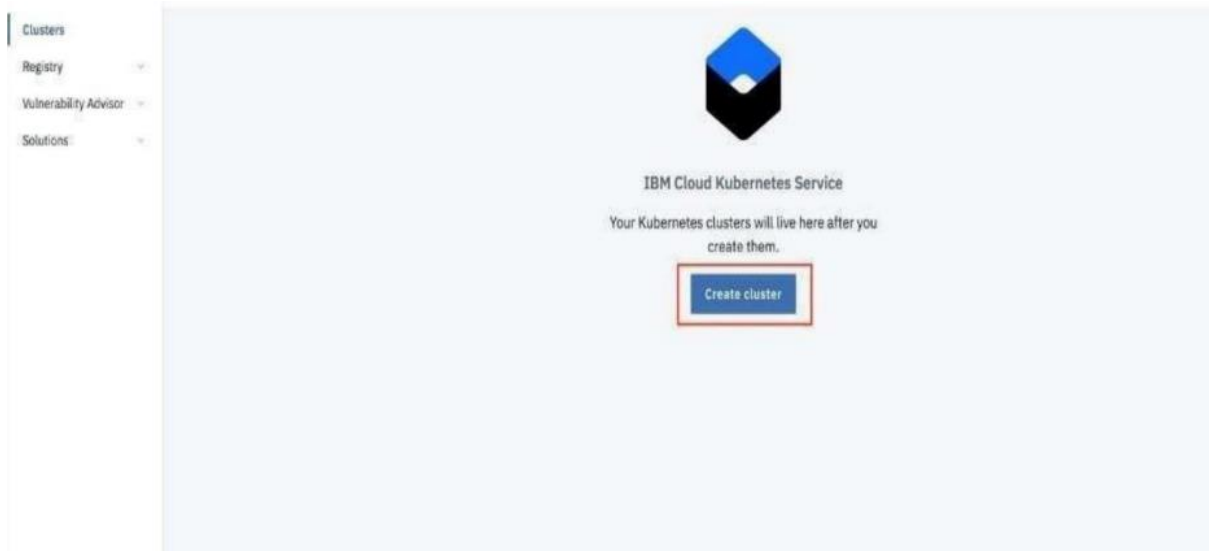 Clusters
Registry
Vulnerability Advisor
Solutions
IBM Cloud Kubernetes Service
Your Kubernetes clusters will live here after you
create them.
Create cluster